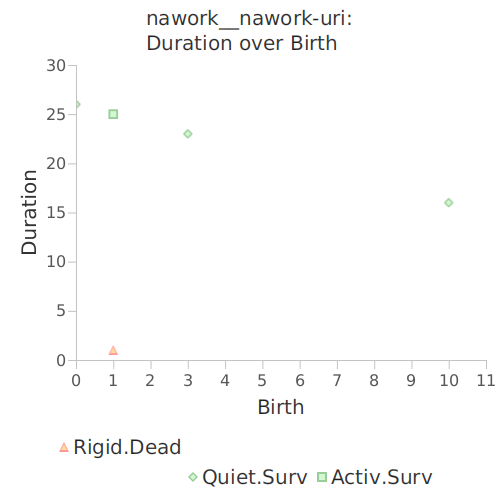 nawork__nawork-uri:
Duration over Birth
30
25
20
15
10
5
0
Duration
0 1 2 3 4 5 6 7 8 9 10 11
Birth
Rigid.Dead
Quiet.Surv Activ.Surv